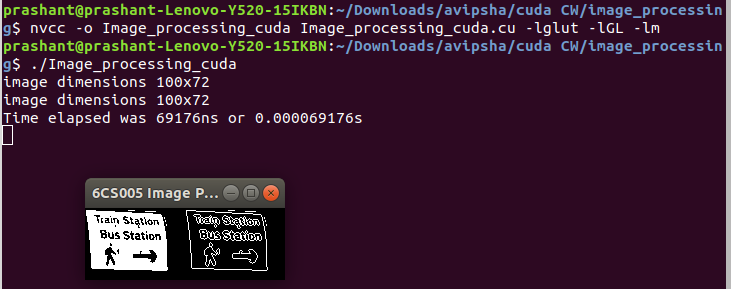 prashant@prashant-Lenovo-Y520-15IKBN:~/Downloads/avipsha/cuda CW/image_processin
g$ nvcc -o Image_processing_cuda Image_processing_cuda.cu -lglut -lGL -lm
prashant@prashant-Lenovo-Y520-15IKBN:~/Downloads/avipsha/cuda CW/image_processin
g$ ./Image_processing_cuda
image dimensions 100x72
image dimensions 100x72
Time elapsed was 69176ns or 0.000069176s
6CS005 Image P...
Train Station
Bus Station
Train Station
Bus Station